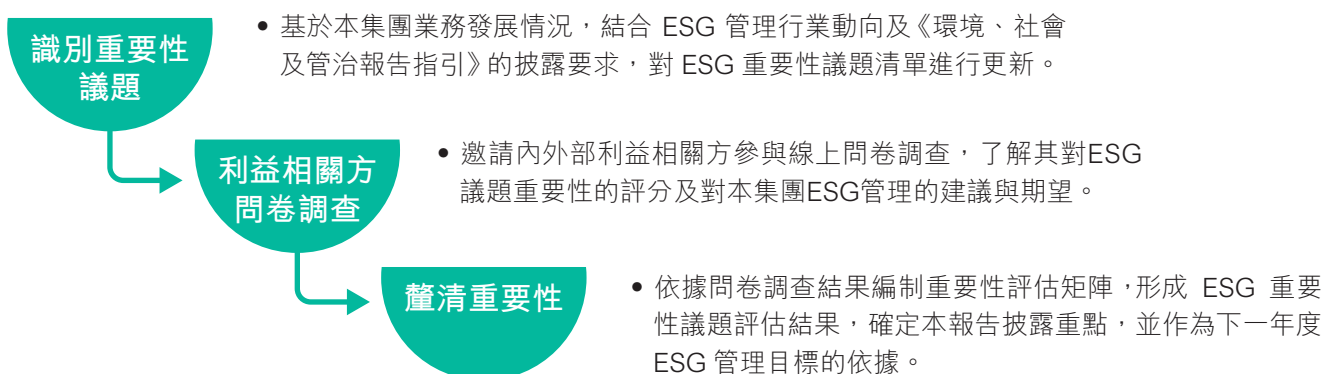 識別重要性
議題
• 基於本集團業務發展情況，結合 ESG 管理行業動向及《環境、社會
及管治報告指引》的披露要求，對 ESG 重要性議題清單進行更新。
利益相關方
問卷調查
• 邀請內外部利益相關方參與線上問卷調查，了解其對ESG
議題重要性的評分及對本集團ESG管理的建議與期望。
釐清重要性
• 依據問卷調查結果編制重要性評估矩陣，形成 ESG 重要
性議題評估結果，確定本報告披露重點，並作為下一年度
ESG 管理目標的依據。